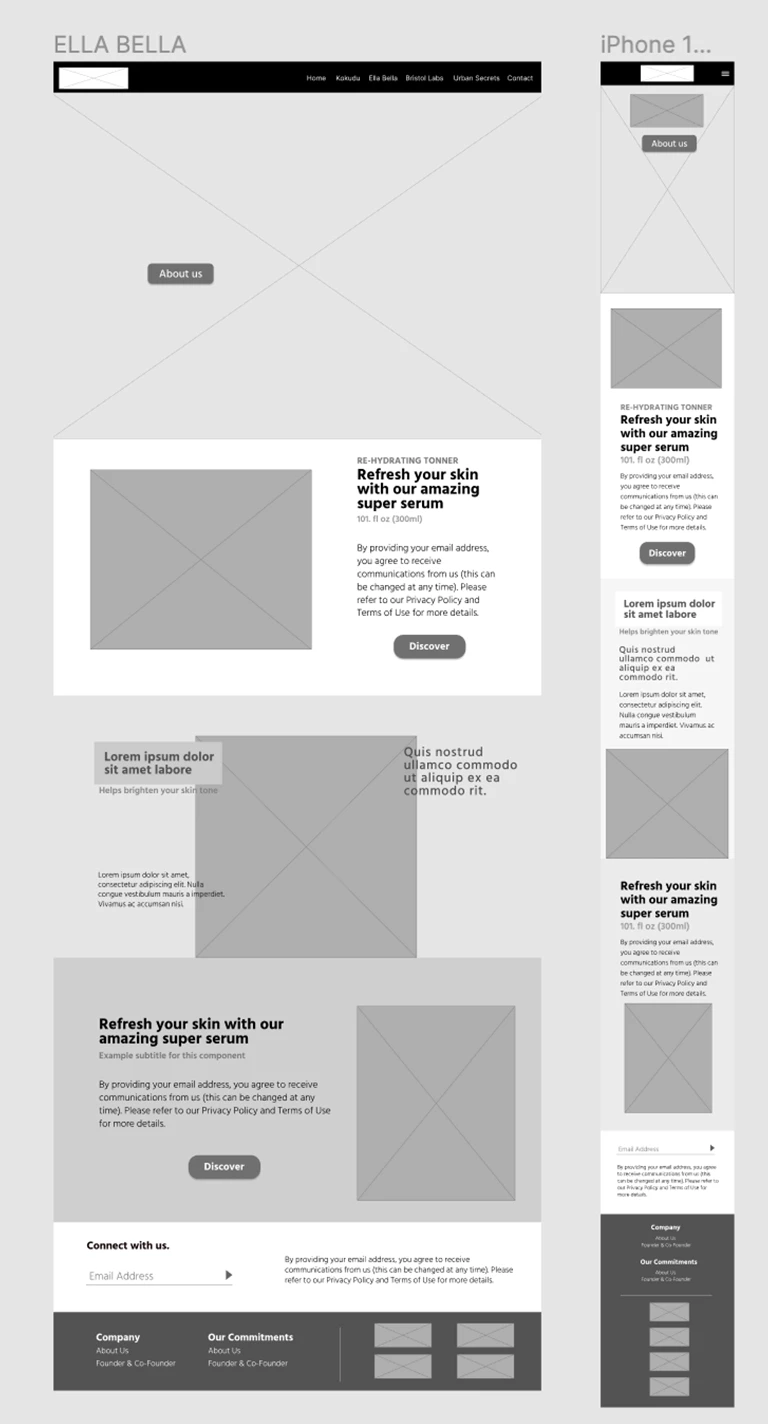 ELLA BELLA
Home Kokudu Ella Bella Bristol Labs Urban Secrets Contact
About us
RE-HYDRATING TONNER
Refresh your skin
with our amazing
super serum
101. fl oz (300ml)
By providing your email address,
you agree to receive
communications from us (this can
be changed at any time). Please
refer to our Privacy Policy and
Terms of Use for more details.
Discover
Lorem ipsum dolor
sit amet labore
Helps brighten your skin tone
Quis nostrud
ullamco commodo
ut aliquip ex ea
commodo rit.
Lorem ipsum dolor sit amet,
consectetur adipiscing elit. Nulla
congue vestibulum mauris a imperdiet.
Vivamus ac accumsan nisi.
Refresh your skin with our
amazing super serum
Example subtitle for this component
By providing your email address, you agree to receive
communications from us (this can be changed at any
time). Please refer to our Privacy Policy and Terms of Use
for more details.
Discover
Connect with us.
Email Address
By providing your email address, you agree to receive
communications from us (this can be changed at any time). Please
refer to our Privacy Policy and Terms of Use for more details.
Company
About Us
Founder & Co-Founder
Our Commitments
About Us
Founder & Co-Founder
iPhone 1...
About us
RE-HYDRATING TONNER
Refresh your skin
with our amazing
super serum
101. fl oz (300ml)
By providing your email address,
you agree to receive
communications from us (this can
be changed at any time). Please
refer to our Privacy Policy and
Terms of Use for more details.
Discover
Lorem ipsum dolor
sit amet labore
Helps brighten your skin tone
Quis nostrud
ullamco commodo ut
aliquip ex ea
commodo rit.
Lorem ipsum dolor sit amet,
consectetur adipiscing elit.
Nulla congue vestibulum
mauris a imperdiet. Vivamus ac
accumsan nisi.
Refresh your skin
with our amazing
super serum
101. fl oz (300ml)
By providing your email address,
you agree to receive
communications from us (this can
be changed at any time). Please
refer to our Privacy Policy and
Terms of Use for more details.
Email Address
By providing your email address, you agree
to receive communications from us (this
can be changed at any time). Please refer to
our Privacy Policy and Terms of Use for
more details.
Company
About Us
Founder & Co-Founder
Our Commitments
About Us
Founder & Co-Founder